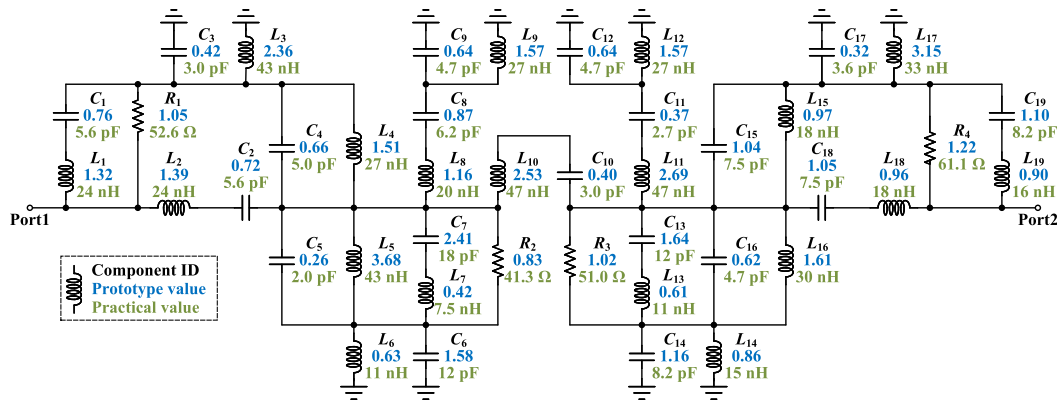 C3
0.42
3.0 pF
L3
2.36
43 nH
C9
0.64
4.7 pF
L9
1.57
27 nH
C12
0.64
4.7 pF
L12
1.57
27 nH
C17
0.32
3.6 pF
L17
3.15
33 nH
C1
0.76
5.6 pF
R1
1.05
52.6 Ω
C4
0.66
5.0 pF
L4
1.51
27 nH
C8
0.87
6.2 pF
C11
0.37
2.7 pF
C15
1.04
7.5 pF
L15
0.97
18 nH
R4
1.22
61.1 Ω
C19
1.10
8.2 pF
L1
1.32
24 nH
L2
1.39
24 nH
C2
0.72
5.6 pF
L8
1.16
20 nH
L10
2.53
47 nH
C10
0.40
3.0 pF
L11
2.69
47 nH
C18
1.05
7.5 pF
L18
0.96
18 nH
L19
0.90
16 nH
Port1
Port2
C5
0.26
2.0 pF
L5
3.68
43 nH
C7
2.41
18 pF
L7
0.42
7.5 nH
R2
0.83
41.3 Ω
R3
1.02
51.0 Ω
C13
1.64
12 pF
L13
0.61
11 nH
C16
0.62
4.7 pF
L16
1.61
30 nH
Component ID
Prototype value
Practical value
L6
0.63
11 nH
C6
1.58
12 pF
C14
1.16
8.2 pF
L14
0.86
15 nH